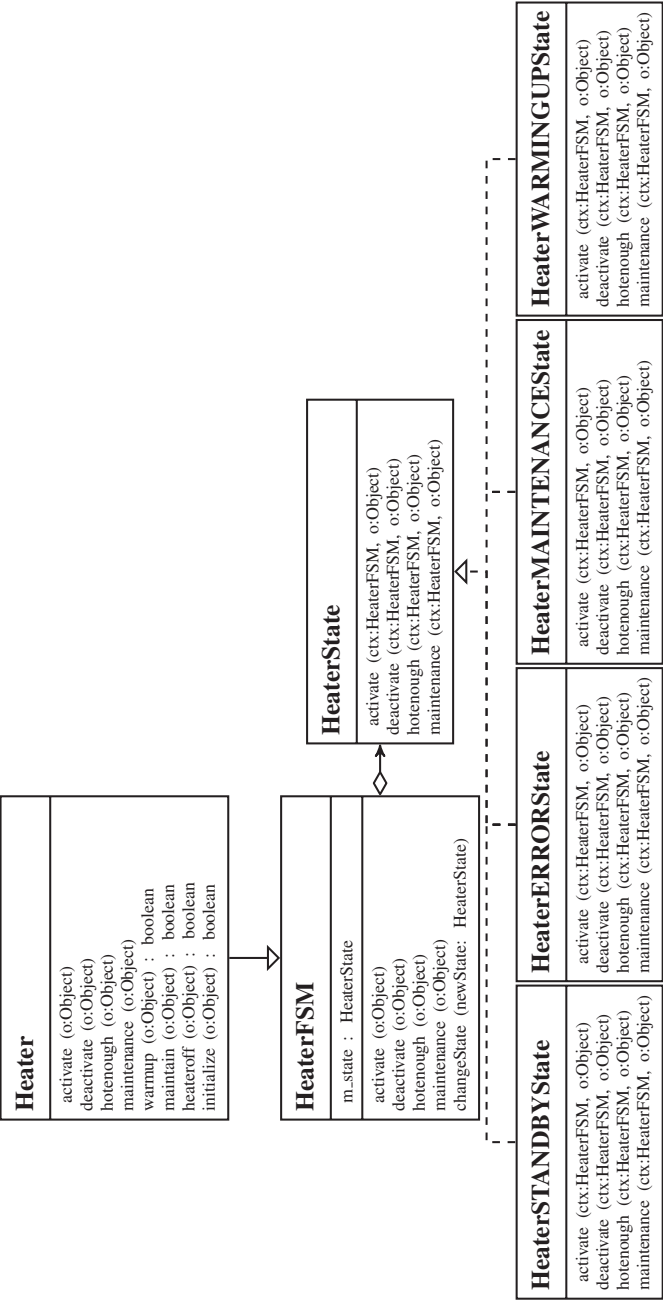 Heater
activate (o:Object)
deactivate (o:Object)
hotenough (o:Object)
maintenance (o:Object)
warmup (o:Object) : boolean
maintain (o:Object) : boolean
heateroff (o:Object) : boolean
initialize (o:Object) : boolean
HeaterFSM
m_state : HeaterState
activate (o:Object)
deactivate (o:Object)
hotenough (o:Object)
maintenance (o:Object)
changeState (newState: HeaterState)
HeaterState
activate (ctx:HeaterFSM, o:Object)
deactivate (ctx:HeaterFSM, o:Object)
hotenough (ctx:HeaterFSM, o:Object)
maintenance (ctx:HeaterFSM, o:Object)
HeaterSTANDBYState
activate (ctx:HeaterFSM, o:Object)
deactivate (ctx:HeaterFSM, o:Object)
hotenough (ctx:HeaterFSM, o:Object)
maintenance (ctx:HeaterFSM, o:Object)
HeaterERRORState
activate (ctx:HeaterFSM, o:Object)
deactivate (ctx:HeaterFSM, o:Object)
hotenough (ctx:HeaterFSM, o:Object)
maintenance (ctx:HeaterFSM, o:Object)
HeaterMAINTENANCEState
activate (ctx:HeaterFSM, o:Object)
deactivate (ctx:HeaterFSM, o:Object)
hotenough (ctx:HeaterFSM, o:Object)
maintenance (ctx:HeaterFSM, o:Object)
HeaterWARMINGUPState
activate (ctx:HeaterFSM, o:Object)
deactivate (ctx:HeaterFSM, o:Object)
hotenough (ctx:HeaterFSM, o:Object)
maintenance (ctx:HeaterFSM, o:Object)